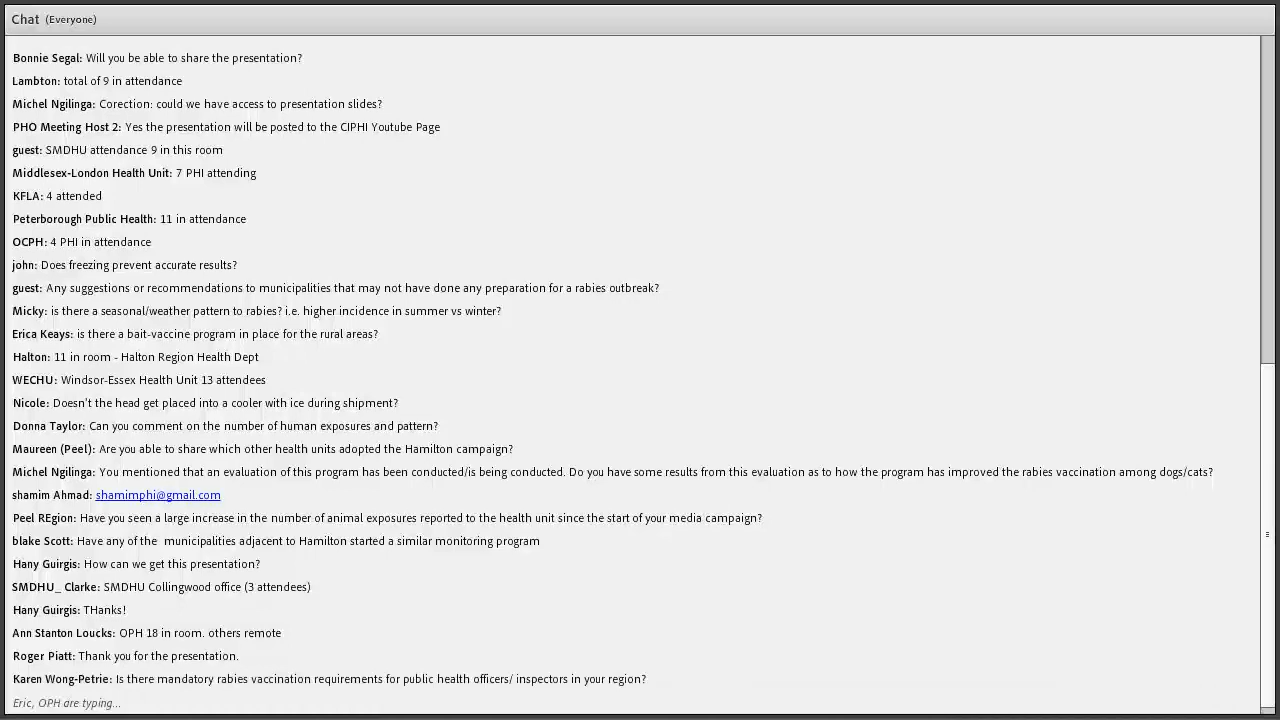 Chat (Everyone)
Bonnie Segal: Will you be able to share the presentation?
Lambton: total of 9 in attendance
Michel Ngilinga: Corection: could we have access to presentation slides?
PHO Meeting Host 2: Yes the presentation will be posted to the CIPHI Youtube Page
guest: SMDHU attendance 9 in this room
Middlesex-London Health Unit: 7 PHI attending
KFLA: 4 attended
Peterborough Public Health: 11 in attendance
OCPH: 4 PHI in attendance
john: Does freezing prevent accurate results?
guest: Any suggestions or recommendations to municipalities that may not have done any preparation for a rabies outbreak?
Micky: is there a seasonal/weather pattern to rabies? i.e. higher incidence in summer vs winter?
Erica Keays: is there a bait-vaccine program in place for the rural areas?
Halton: 11 in room - Halton Region Health Dept
WECHU: Windsor-Essex Health Unit 13 attendees
Nicole: Doesn't the head get placed into a cooler with ice during shipment?
Donna Taylor: Can you comment on the number of human exposures and pattern?
Maureen (Peel): Are you able to share which other health units adopted the Hamilton campaign?
Michel Ngilinga: You mentioned that an evaluation of this program has been conducted/is being conducted. Do you have some results from this evaluation as to how the program has improved the rabies vaccination among dogs/cats?
shamim Ahmad: shamimphi@gmail.com
Peel REgion: Have you seen a large increase in the number of animal exposures reported to the health unit since the start of your media campaign?
blake Scott: Have any of the  municipalities adjacent to Hamilton started a similar monitoring program
Hany Guirgis: How can we get this presentation?
SMDHU_ Clarke: SMDHU Collingwood office (3 attendees)
Hany Guirgis: THanks!
Ann Stanton Loucks: OPH 18 in room. others remote
Roger Piatt: Thank you for the presentation.
Karen Wong-Petrie: Is there mandatory rabies vaccination requirements for public health officers/ inspectors in your region?
Eric, OPH are typing...